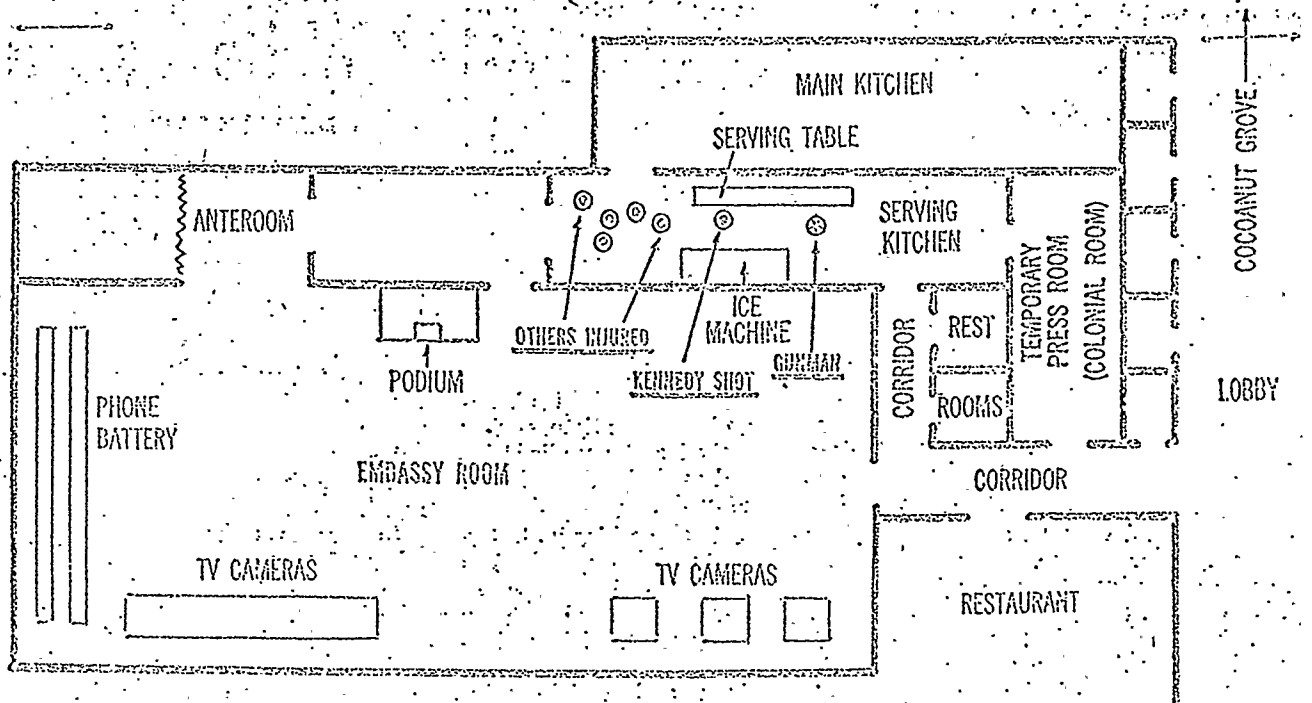 MAIN KITCHEN
SERVING TABLE
COCOANUT GROVE
ANTEROOM
SERVING
KITCHEN
TEMPORARY
PRESS ROOM
(COLONIAL ROOM)
OTHERS INJURED
ICE
MACHINE
KENNEDY SHOT
GUNMAN
CORRIDOR
REST
ROOMS
LOBBY
PODIUM
PHONE
BATTERY
EMBASSY ROOM
CORRIDOR
TV CAMERAS
TV CAMERAS
RESTAURANT